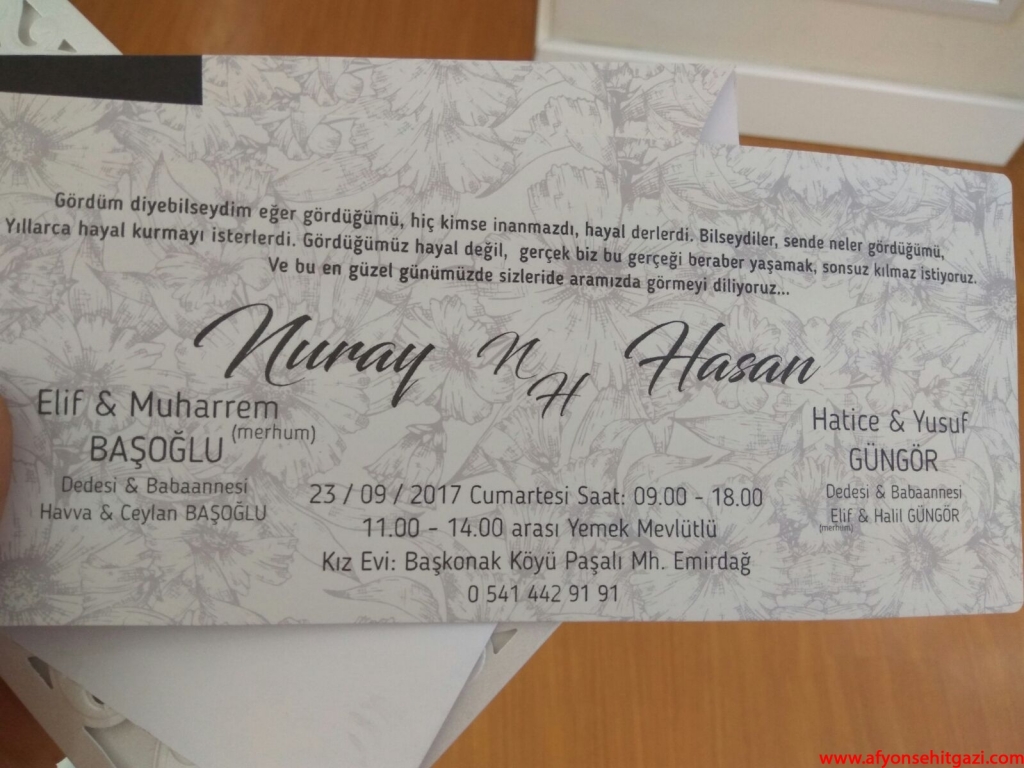 Gördüm diyebilseydim eğer gördüğümü, hiç kimse inanmazdı, hayal derlerdi. Bilseydiler, sende neler gördüğümü,
Yıllarca hayal kurmayı isterlerdi. Gördüğümüz hayal değil, gerçek biz bu gerçeği beraber yaşamak, sonsuz kılmaz istiyoruz.
Ve bu en güzel günümüzde sizleride aramızda görmeyi diliyoruz...
Nuray N H Hasan
Elif & Muharrem
(merhum)
BAŞOĞLU
Dedesi & Babaannesi
Havva & Ceylan BAŞOĞLU
Hatice & Yusuf
GÜNGÖR
Dedesi & Babaannesi
Elif & Halil GÜNGÖR
(merhum)
23 / 09 / 2017 Cumartesi Saat: 09.00 - 18.00
11.00 - 14.00 arası Yemek Mevlütlü
Kız Evi: Başkonak Köyü Paşalı Mh. Emirdağ
0 541 442 91 91
www.afyonsehitgazi.com